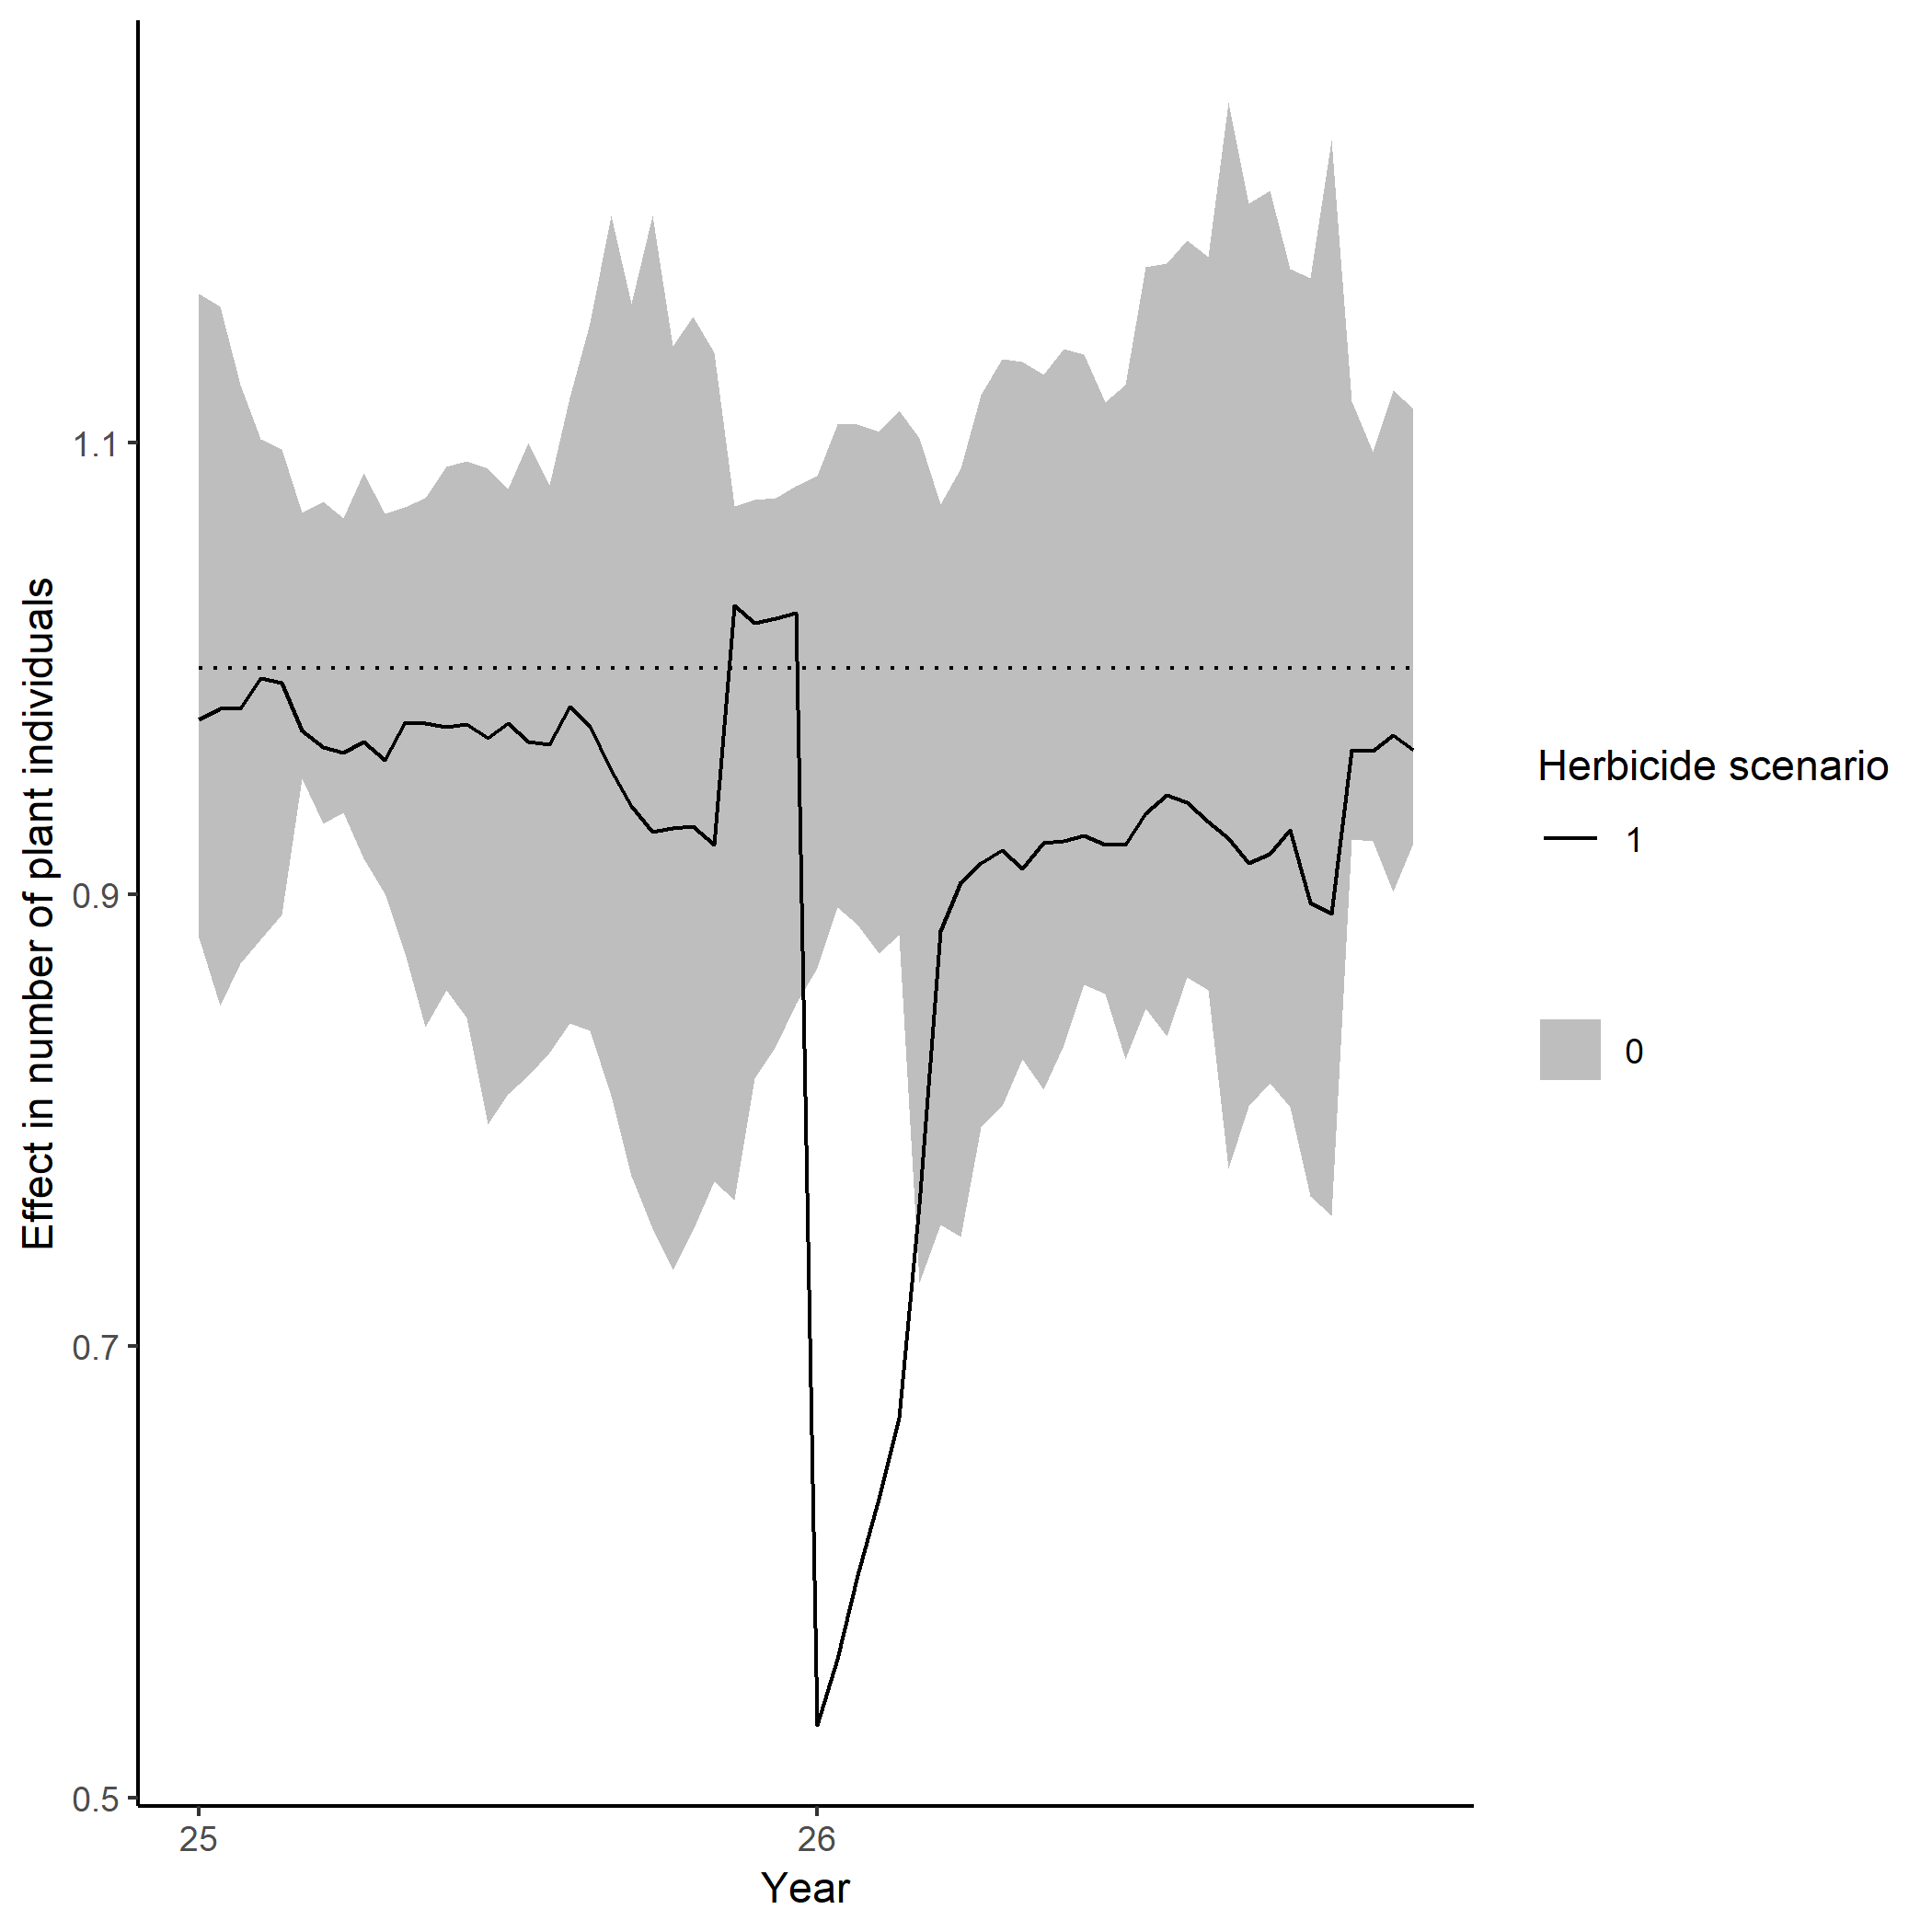 Effect in number of plant individuals
1.1
0.9
0.7
0.5
25
26
Year
Herbicide scenario
1
0